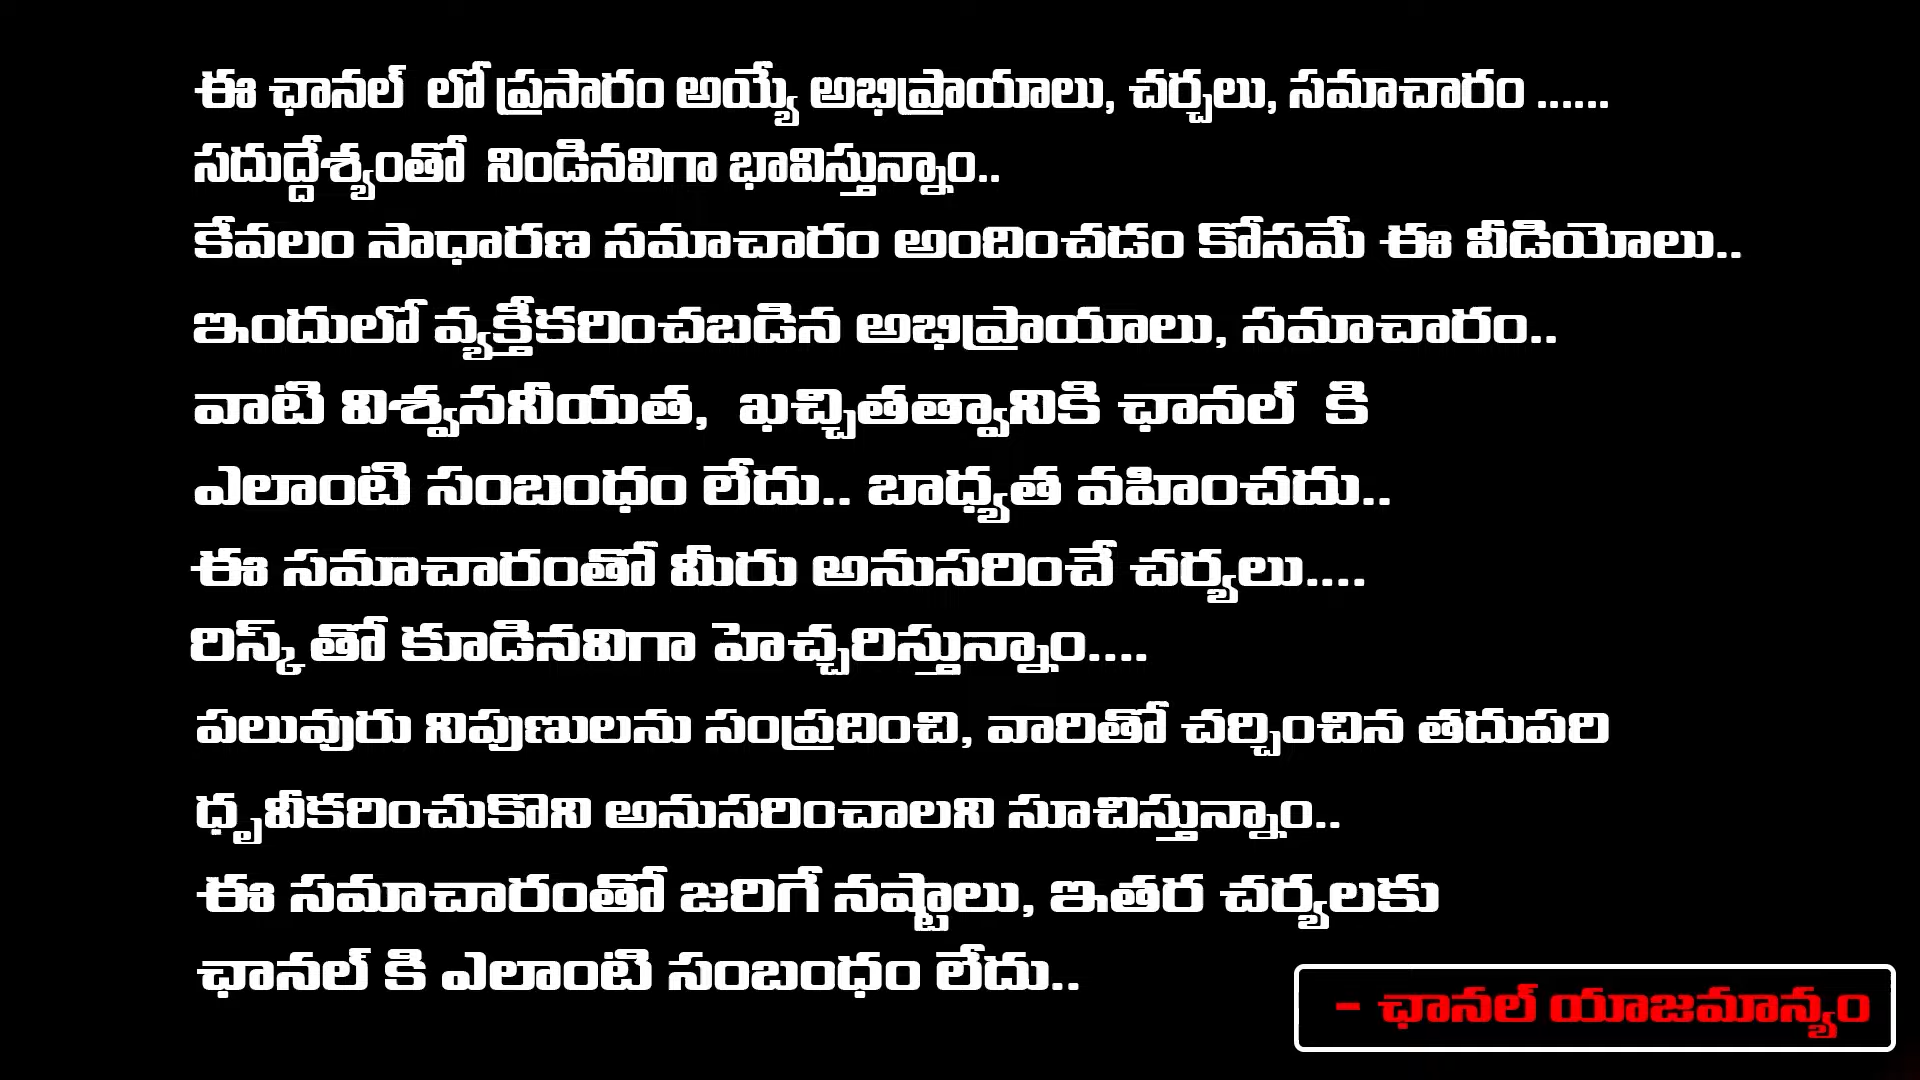 ఈ ఛానల్ లో ప్రసారం అయ్యే అభిప్రాయాలు, చర్చలు, సమాచారం ......
సదుద్దేశ్యంతో నిండినవిగా భావిస్తున్నాం..
కేవలం సాధారణ సమాచారం అందించడం కోసమే ఈ వీడియోలు..
ఇందులో వ్యక్తీకరించబడిన అభిప్రాయాలు, సమాచారం..
వాటి విశ్వసనీయత, ఖచ్చితత్వానికి ఛానల్ కి
ఎలాంటి సంబంధం లేదు.. బాధ్యత వహించదు..
ఈ సమాచారంతో మీరు అనుసరించే చర్యలు....
రిస్క్ తో కూడినవిగా హెచ్చరిస్తున్నాం....
పలువురు నిపుణులను సంప్రదించి, వారితో చర్చించిన తదుపరి
ధృవీకరించుకొని అనుసరించాలని సూచిస్తున్నాం..
ఈ సమాచారంతో జరిగే నష్టాలు, ఇతర చర్యలకు
ఛానల్ కి ఎలాంటి సంబంధం లేదు..
- ఛానల్ యాజమాన్యం